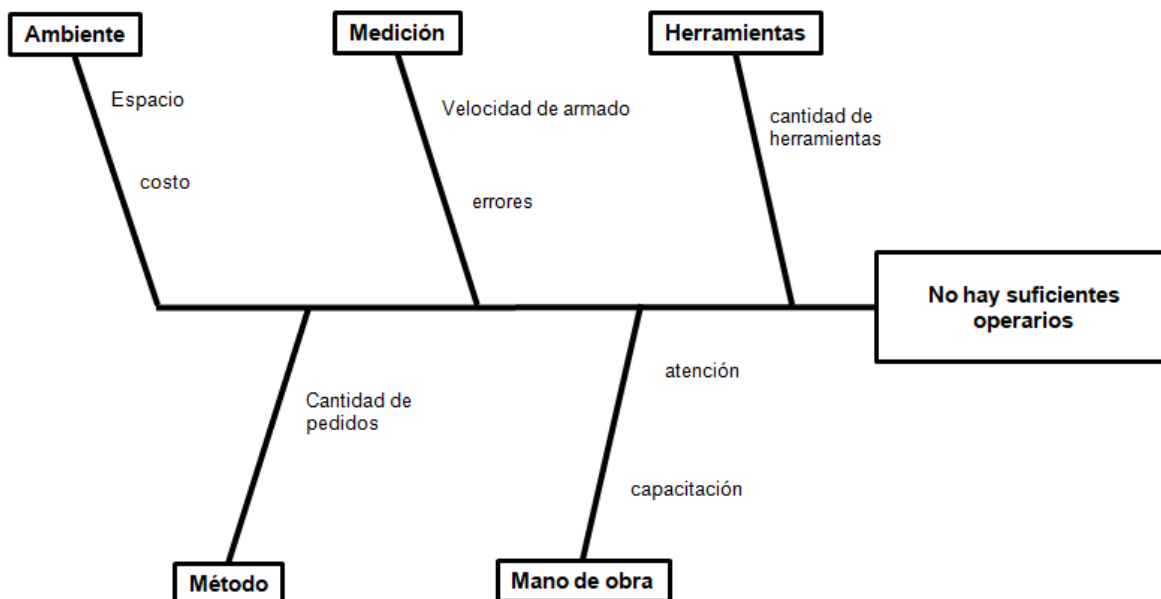 Ambiente
Medición
Herramientas
Espacio
Velocidad de armado
cantidad de
herramientas
costo
errores
No hay suficientes
operarios
Cantidad de
pedidos
atención
capacitación
Método
Mano de obra